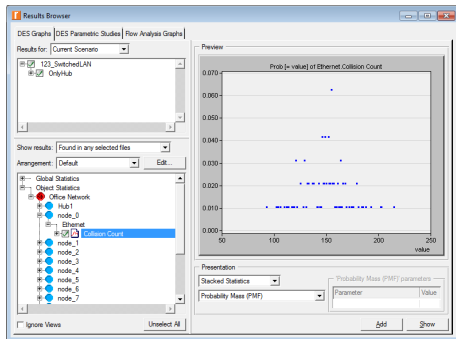 Results Browser
DES Graphs DES Parametric Studies Flow Analysis Graphs
Results for: Current Scenario
123_SwitchedLAN
OnlyHub
Show results: Found in any selected files
Arrangement: Default Edit...
Global Statistics
Object Statistics
Office Network
Hub1
node_0
Ethernet
Collision Count
node_1
node_2
node_3
node_4
node_5
node_6
node_7
Ignore Views Unselect All
Preview
Prob [= value] of Ethernet.Collision Count
0.070
0.060
0.050
0.040
0.030
0.020
0.010
0.000
50 100 150 200 250
value
Presentation
Stacked Statistics
Probability Mass (PMF)
'Probability Mass (PMF)' parameters
Parameter Value
Add Show